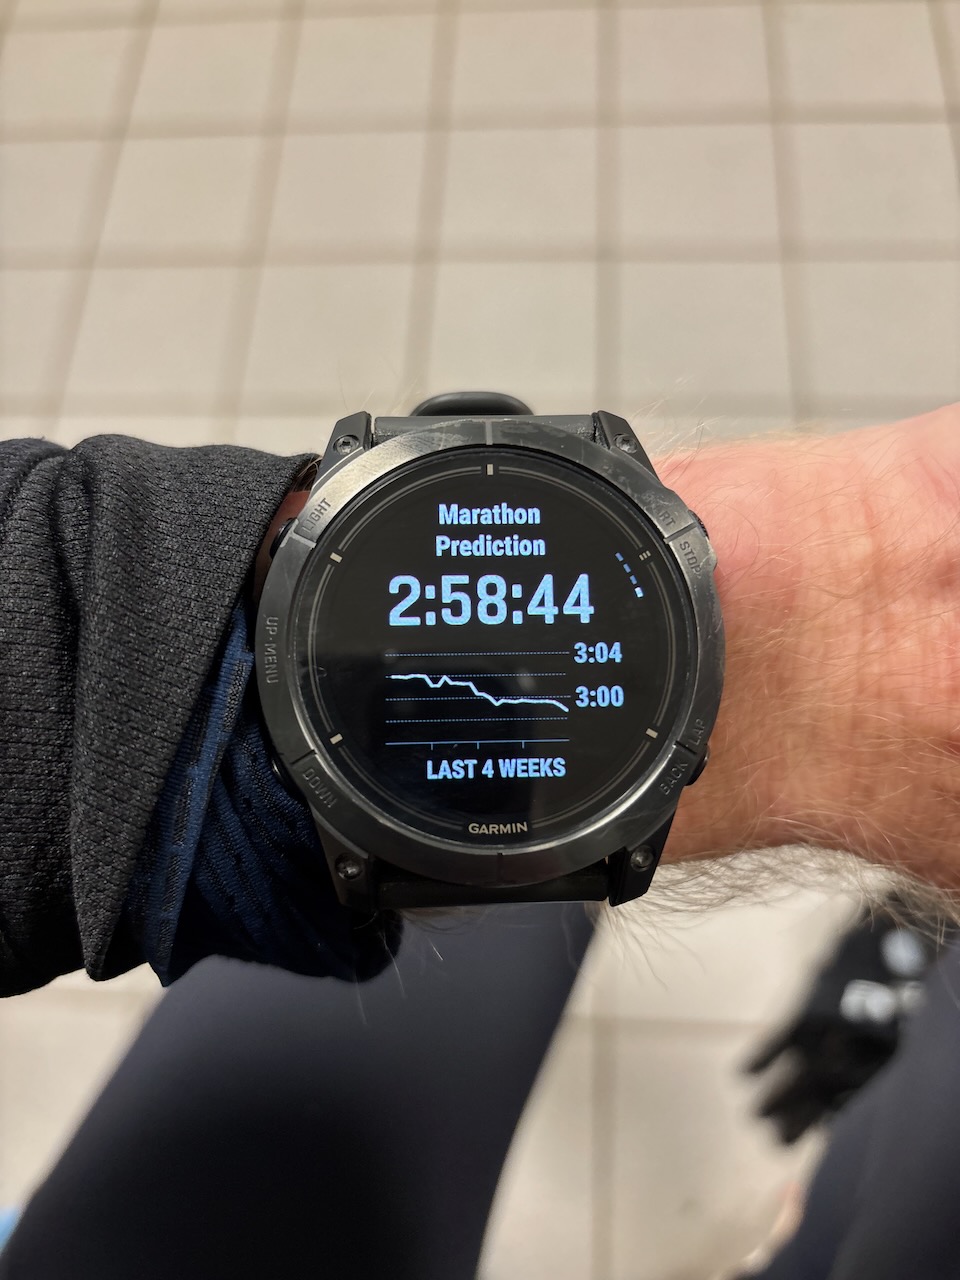 LIGHT
START
STOP
Marathon
Prediction
2:58:44
3:04
3:00
UP·MENU
LAST 4 WEEKS
DOWN
BACK LAP
GARMIN